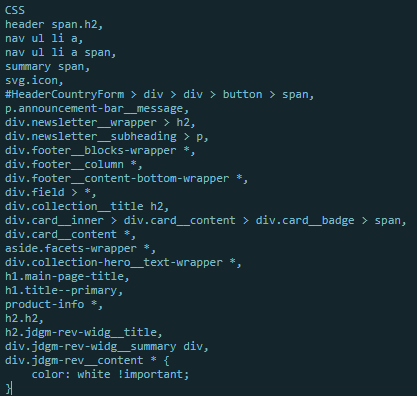 CSS
header span.h2,
nav ul li a,
nav ul li a span,
summary span,
svg.icon,
#HeaderCountryForm > div > div > button > span,
p.announcement-bar__message,
div.newsletter__wrapper > h2,
div.newsletter__subheading > p,
div.footer__blocks-wrapper *,
div.footer__column *,
div.footer__content-bottom-wrapper *,
div.field > *,
div.collection__title h2,
div.card__inner > div.card__content > div.card__badge > span,
div.card__content *,
aside.facets-wrapper *,
div.collection-hero__text-wrapper *,
h1.main-page-title,
h1.title--primary,
product-info *,
h2.h2,
h2.jdgm-rev-widg__title,
div.jdgm-rev-widg__summary div,
div.jdgm-rev__content * {
    color: white !important;
}